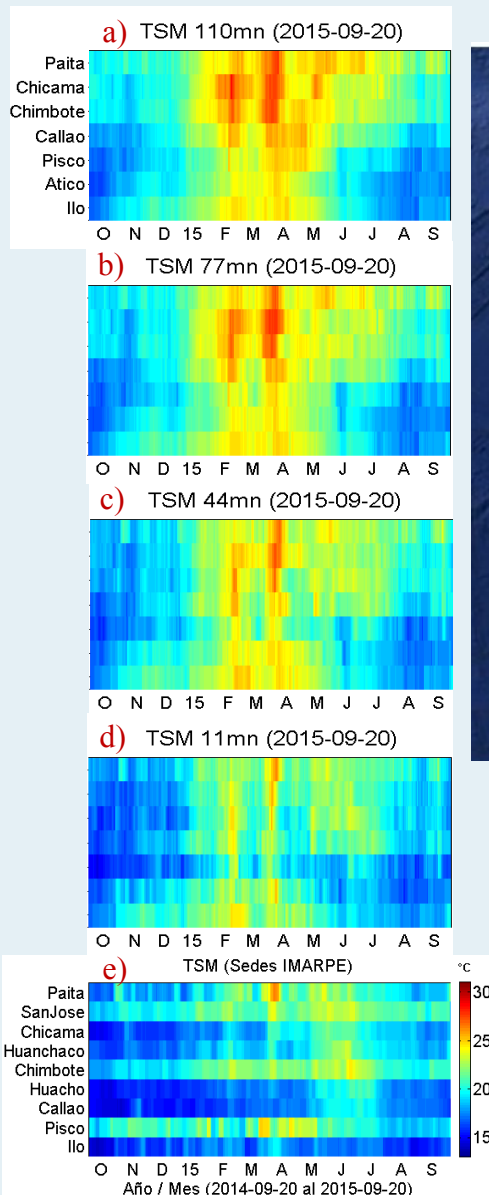 a) TSM 110mn (2015-09-20)
Paita
Chicama
Chimbote
Callao
Pisco
Atico
Ilo
O N D 15 F M A M J J A S
b) TSM 77mn (2015-09-20)
O N D 15 F M A M J J A S
c) TSM 44mn (2015-09-20)
O N D 15 F M A M J J A S
d) TSM 11mn (2015-09-20)
O N D 15 F M A M J J A S
e) TSM (Sedes IMARPE)
°C
Paita
SanJose
Chicama
Huanchaco
Chimbote
Huacho
Callao
Pisco
Ilo
30
25
20
15
O N D 15 F M A M J J A S
Año / Mes (2014-09-20 al 2015-09-20)